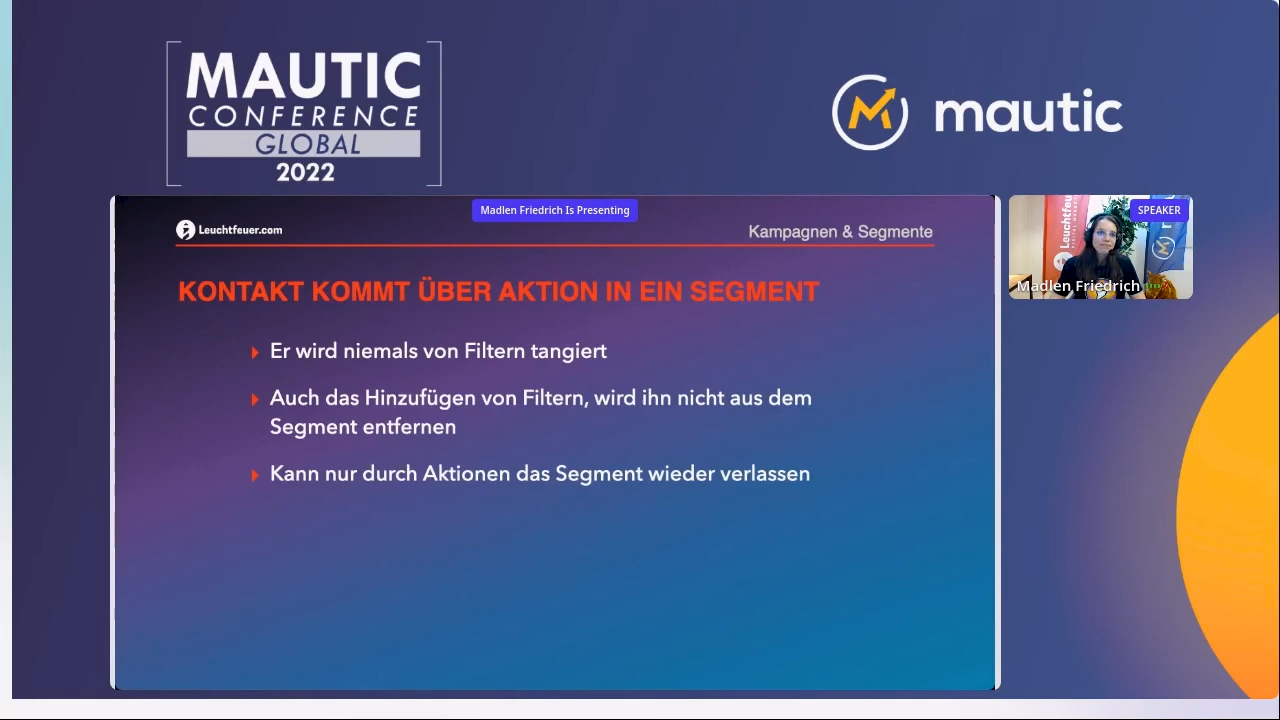 MAUTIC
CONFERENCE
GLOBAL
2022
mautic
Madlen Friedrich Is Presenting
Leuchtfeuer.com
Kampagnen & Segmente
KONTAKT KOMMT ÜBER AKTION IN EIN SEGMENT
Er wird niemals von Filtern tangiert
Auch das Hinzufügen von Filtern, wird ihn nicht aus dem
Segment entfernen
Kann nur durch Aktionen das Segment wieder verlassen
SPEAKER
Leuchtfeu
Madlen Friedrich